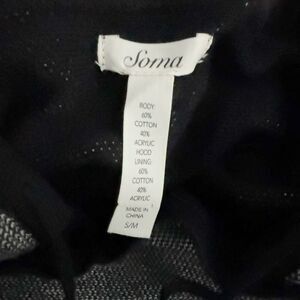 Soma
BODY:
60%
COTTON
40%
ACRYLIC
HOOD
LINING
60%
COTTON
40%
ACRYLIC
MADE IN
CHINA
S/M